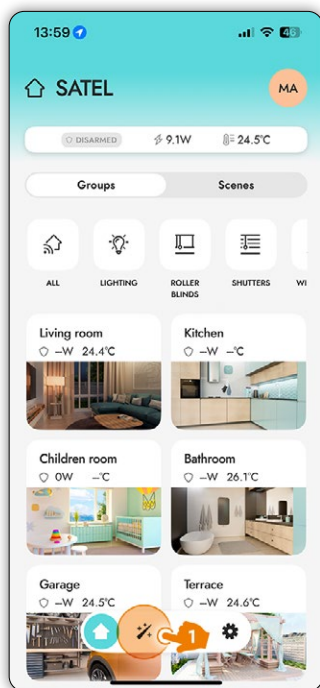 13:59 46
SATEL MA
DISARMED 9.1W 24.5°C
Groups Scenes
ALL LIGHTING ROLLER BLINDS SHUTTERS WI
Living room Kitchen
–W 24.4°C –W –°C
Children room Bathroom
0W –°C –W 26.1°C
Garage Terrace
–W 24.5°C –W 24.6°C
1